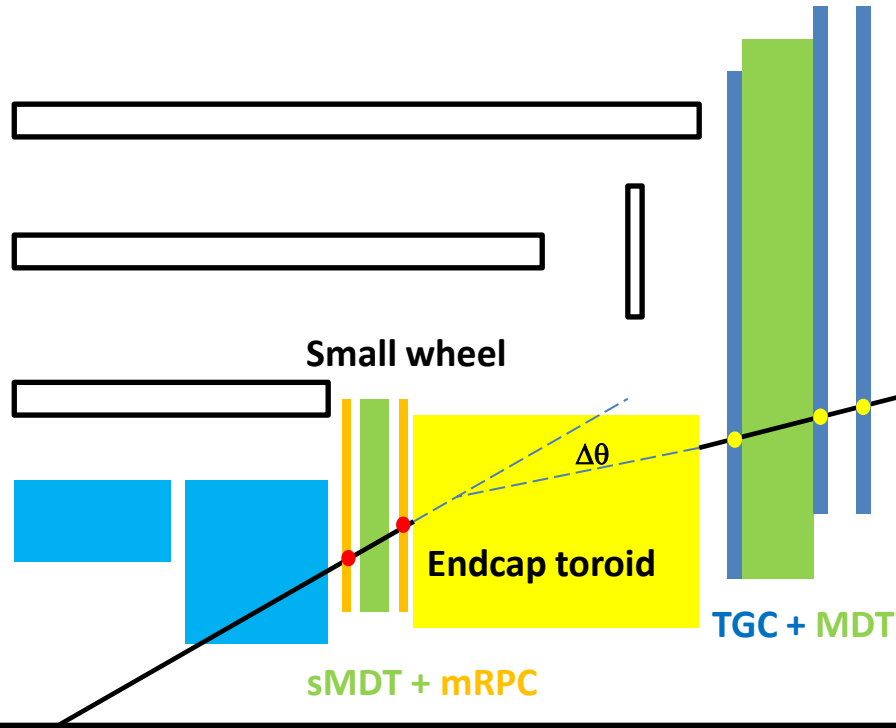 Small wheel
Δθ
Endcap toroid
TGC + MDT
sMDT + mRPC